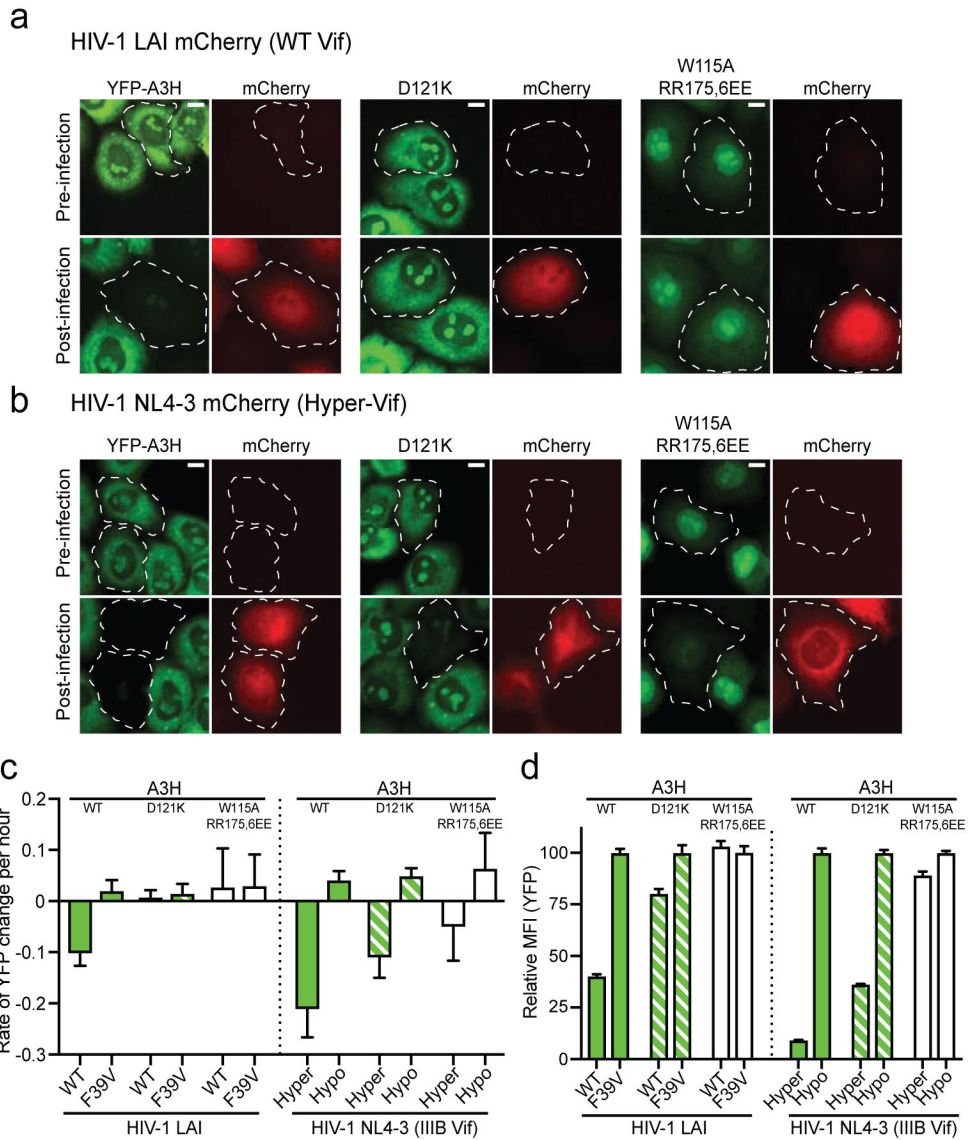 a
HIV-1 LAI mCherry (WT Vif)
YFP-A3H mCherry D121K mCherry W115A RR175,6EE mCherry
Pre-infection
Post-infection
b
HIV-1 NL4-3 mCherry (Hyper-Vif)
YFP-A3H mCherry D121K mCherry W115A RR175,6EE mCherry
Pre-infection
Post-infection
c
A3H
WT D121K W115A
RR175,6EE
A3H
WT D121K W115A
RR175,6EE
Rate of YFP change per hour
0.2
0.1
0
-0.1
-0.2
-0.3
WT F39V WT F39V WT F39V Hyper Hypo Hyper Hypo Hyper Hypo
HIV-1 LAI HIV-1 NL4-3 (IIIB Vif)
d
A3H
WT D121K W115A
RR175,6EE
A3H
WT D121K W115A
RR175,6EE
Relative MFI (YFP)
100
75
50
25
0
WT F39V WT F39V WT F39V Hyper Hypo Hyper Hypo Hyper Hypo
HIV-1 LAI HIV-1 NL4-3 (IIIB Vif)